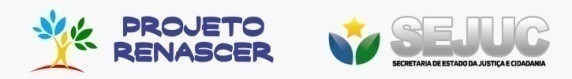 PROJETO
RENASCER
SEJUC
SECRETARIA DE ESTADO DA JUSTIÇA E CIDADANIA